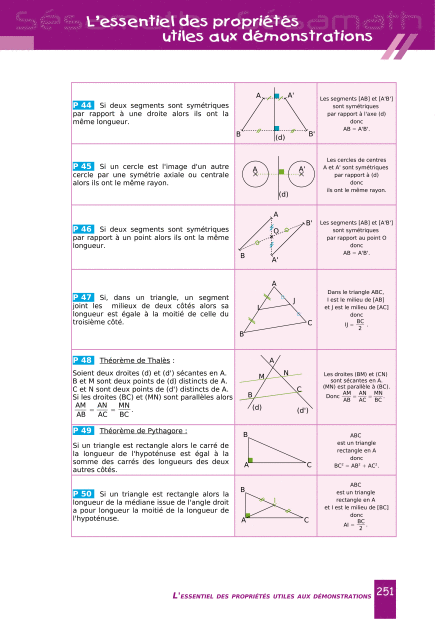 Sésamath Sésamath
L'essentiel des propriétés
utiles aux démonstrations
P 44 Si deux segments sont symétriques
par rapport à une droite alors ils ont la
même longueur.
A A'
B B'
(d)
Les segments [AB] et [A'B']
sont symétriques
par rapport à l'axe (d)
donc
AB = A'B'.
P 45 Si un cercle est l'image d'un autre
cercle par une symétrie axiale ou centrale
alors ils ont le même rayon.
A A'
(d)
Les cercles de centres
A et A' sont symétriques
par rapport à (d)
donc
ils ont le même rayon.
P 46 Si deux segments sont symétriques
par rapport à un point alors ils ont la même
longueur.
A
B'
O
B
A'
Les segments [AB] et [A'B']
sont symétriques
par rapport au point O
donc
AB = A'B'.
P 47 Si, dans un triangle, un segment
joint les milieux de deux côtés alors sa
longueur est égale à la moitié de celle du
troisième côté.
A
I J
C
B
Dans le triangle ABC,
I est le milieu de [AB]
et J est le milieu de [AC]
donc
IJ = BC/2 .
P 48 Théorème de Thalès :
Soient deux droites (d) et (d') sécantes en A.
B et M sont deux points de (d) distincts de A.
C et N sont deux points de (d') distincts de A.
Si les droites (BC) et (MN) sont parallèles alors
AM/AB = AN/AC = MN/BC.
A
M N
B C
(d) (d')
Les droites (BM) et (CN)
sont sécantes en A.
(MN) est parallèle à (BC).
Donc AM/AB = AN/AC = MN/BC
P 49 Théorème de Pythagore :
Si un triangle est rectangle alors le carré de
la longueur de l'hypoténuse est égal à la
somme des carrés des longueurs des deux
autres côtés.
B
A C
ABC
est un triangle
rectangle en A
donc
BC² = AB² + AC².
P 50 Si un triangle est rectangle alors la
longueur de la médiane issue de l'angle droit
a pour longueur la moitié de la longueur de
l'hypoténuse.
B
I
A C
ABC
est un triangle
rectangle en A
et I est le milieu de [BC]
donc
AI = BC/2 .
L'ESSENTIEL DES PROPRIÉTÉS UTILES AUX DÉMONSTRATIONS 251